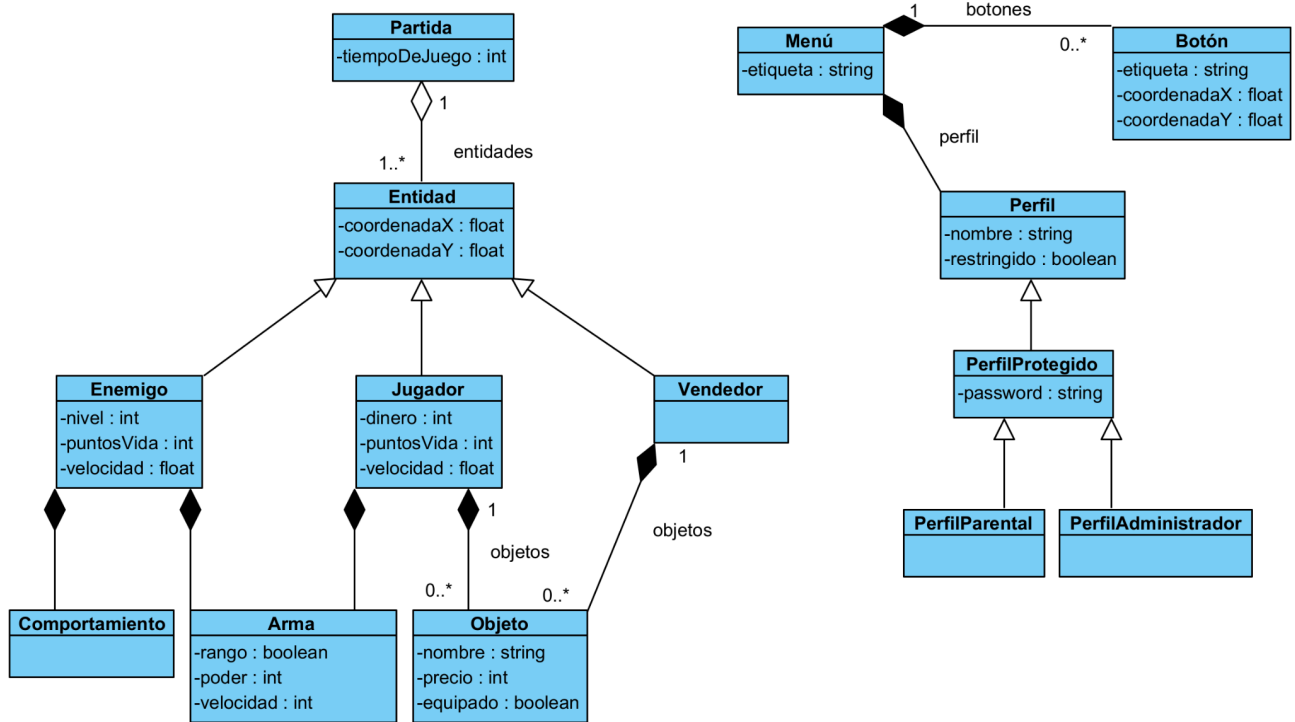 Partida
-tiempoDeJuego : int
1
1..*
entidades
Entidad
-coordenadaX : float
-coordenadaY : float
Enemigo
-nivel : int
-puntosVida : int
-velocidad : float
Jugador
-dinero : int
-puntosVida : int
-velocidad : float
Vendedor
1
objetos
0..*
1
objetos
0..*
Comportamiento
Arma
-rango : boolean
-poder : int
-velocidad : int
Objeto
-nombre : string
-precio : int
-equipado : boolean
Menú
-etiqueta : string
1
botones
0..*
Botón
-etiqueta : string
-coordenadaX : float
-coordenadaY : float
perfil
Perfil
-nombre : string
-restringido : boolean
PerfilProtegido
-password : string
PerfilParental
PerfilAdministrador